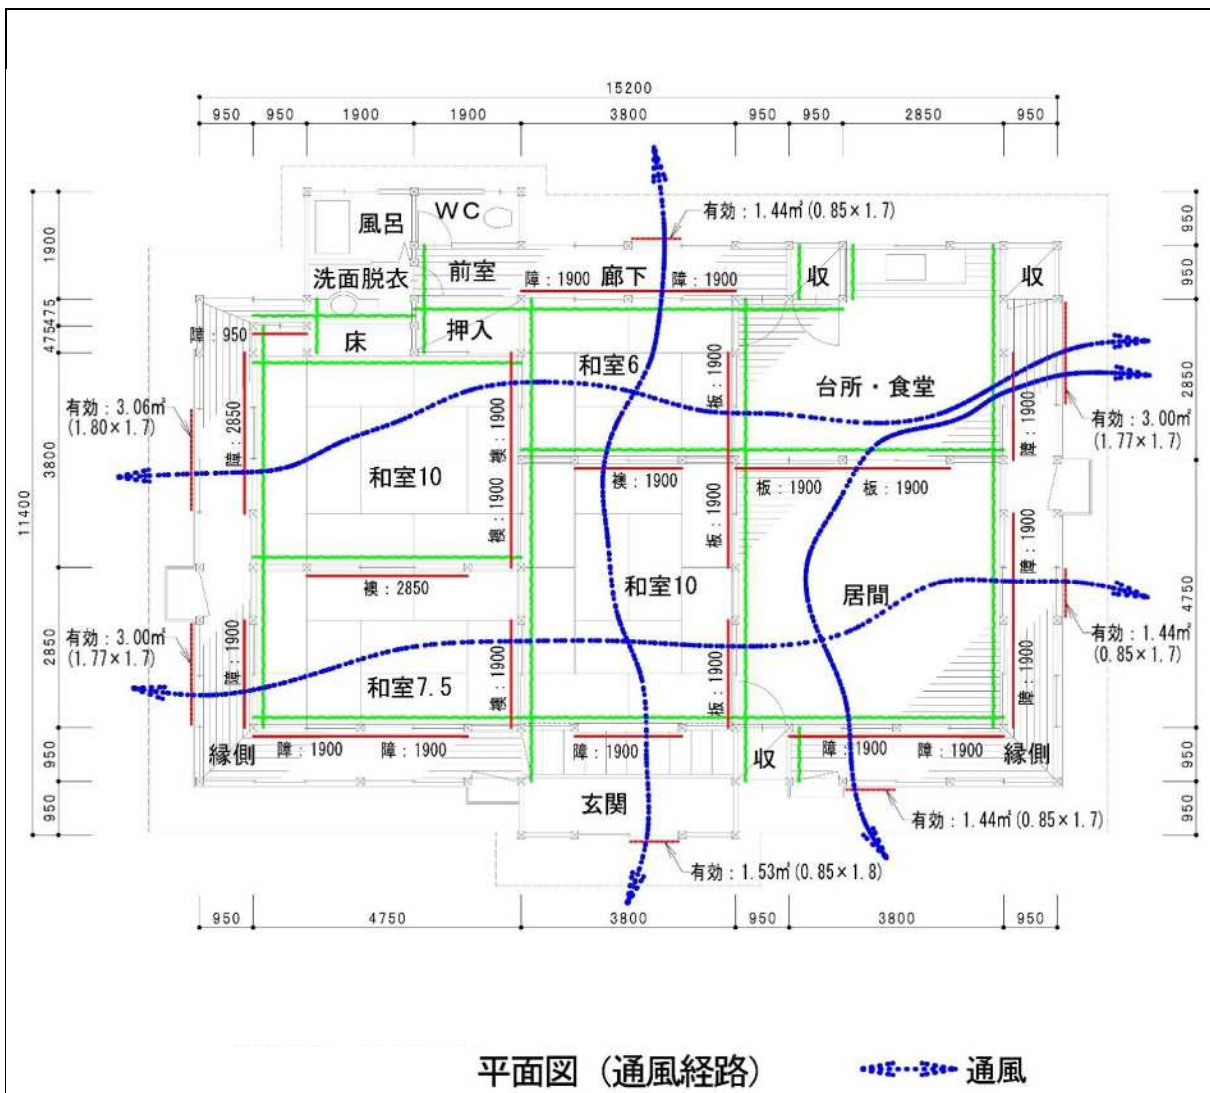 15200
950 950 1900 1900 3800 950 950 2850 950
有効：1.44㎡(0.85×1.7)
風呂
WC
洗面脱衣
前室
廊下
障：1900 障：1900
収
収
押入
床
障：950
和室6
板：1900
台所・食堂
有効：3.06㎡
(1.80×1.7)
障：2850
襖：1900
障：1900
有効：3.00㎡
(1.77×1.7)
和室10
襖：1900
襖：1900
板：1900
板：1900 板：1900
障：1900
襖：2850
和室10
居間
有効：3.00㎡
(1.77×1.7)
障：1900
有効：1.44㎡
(0.85×1.7)
和室7.5
襖：1900
板：1900
障：1900
縁側
障：1900 障：1900
障：1900
収
障：1900 障：1900
縁側
玄関
有効：1.44㎡(0.85×1.7)
有効：1.53㎡(0.85×1.8)
11400
1900
475
475
3800
2850
950
950
950
950
2850
4750
950
950
950 4750 3800 950 3800 950
平面図（通風経路）
通風